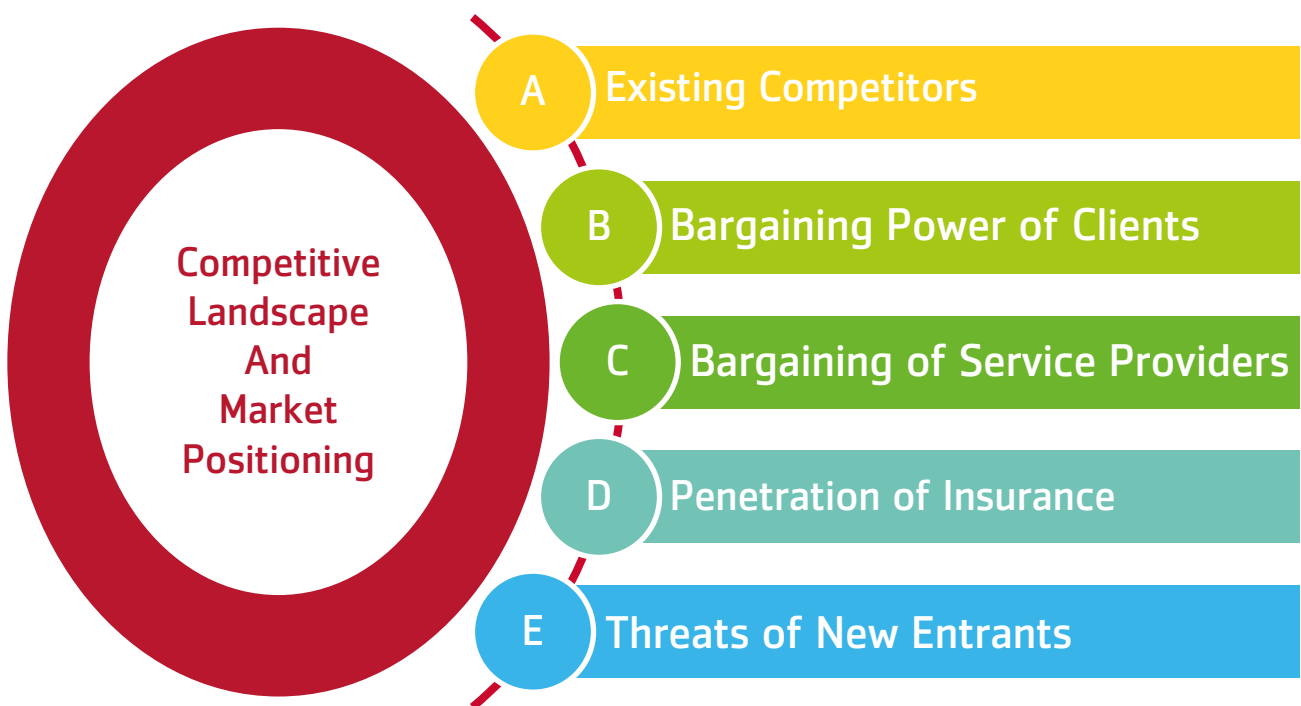 Competitive
Landscape
And
Market
Positioning
A Existing Competitors
B Bargaining Power of Clients
C Bargaining of Service Providers
D Penetration of Insurance
E Threats of New Entrants